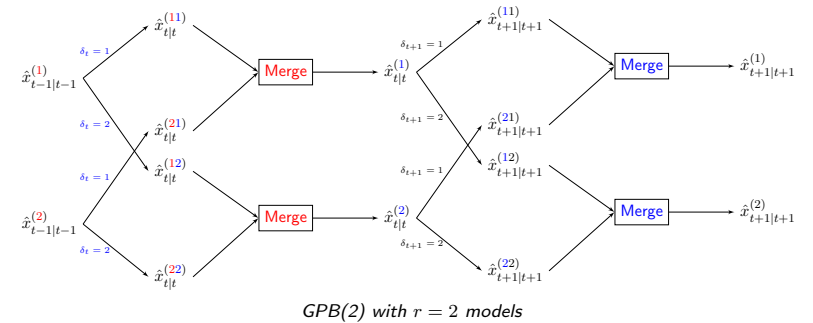 x̂_{t|t}^{(11)}
x̂_{t+1|t+1}^{(11)}
δ_t = 1
δ_{t+1} = 1
x̂_{t−1|t−1}^{(1)}
Merge
x̂_{t|t}^{(1)}
Merge
x̂_{t+1|t+1}^{(1)}
δ_t = 2
δ_{t+1} = 2
x̂_{t|t}^{(21)}
x̂_{t+1|t+1}^{(21)}
x̂_{t|t}^{(12)}
x̂_{t+1|t+1}^{(12)}
δ_t = 1
δ_{t+1} = 1
x̂_{t−1|t−1}^{(2)}
Merge
x̂_{t|t}^{(2)}
Merge
x̂_{t+1|t+1}^{(2)}
δ_t = 2
δ_{t+1} = 2
x̂_{t|t}^{(22)}
x̂_{t+1|t+1}^{(22)}
GPB(2) with r = 2 models